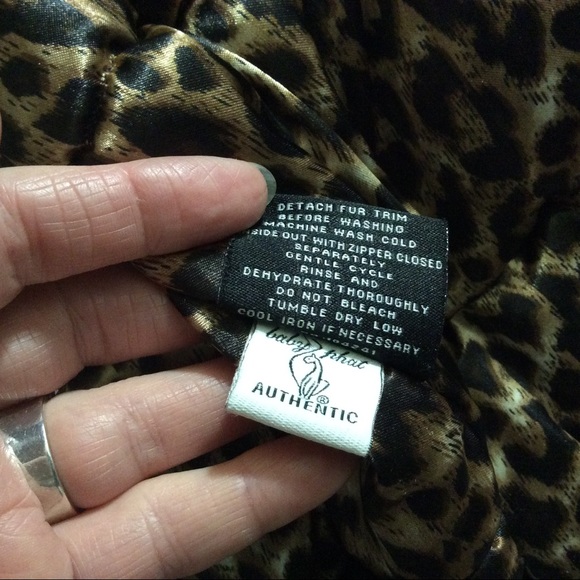 DETACH FUR TRIM
BEFORE WASHING
MACHINE WASH COLD
SIDE OUT WITH ZIPPER CLOSED
SEPARATELY
GENTLE CYCLE
RINSE AND
DEHYDRATE THOROUGHLY
DO NOT BLEACH
TUMBLE DRY LOW
COOL IRON IF NECESSARY
baby phat
®
AUTHENTIC